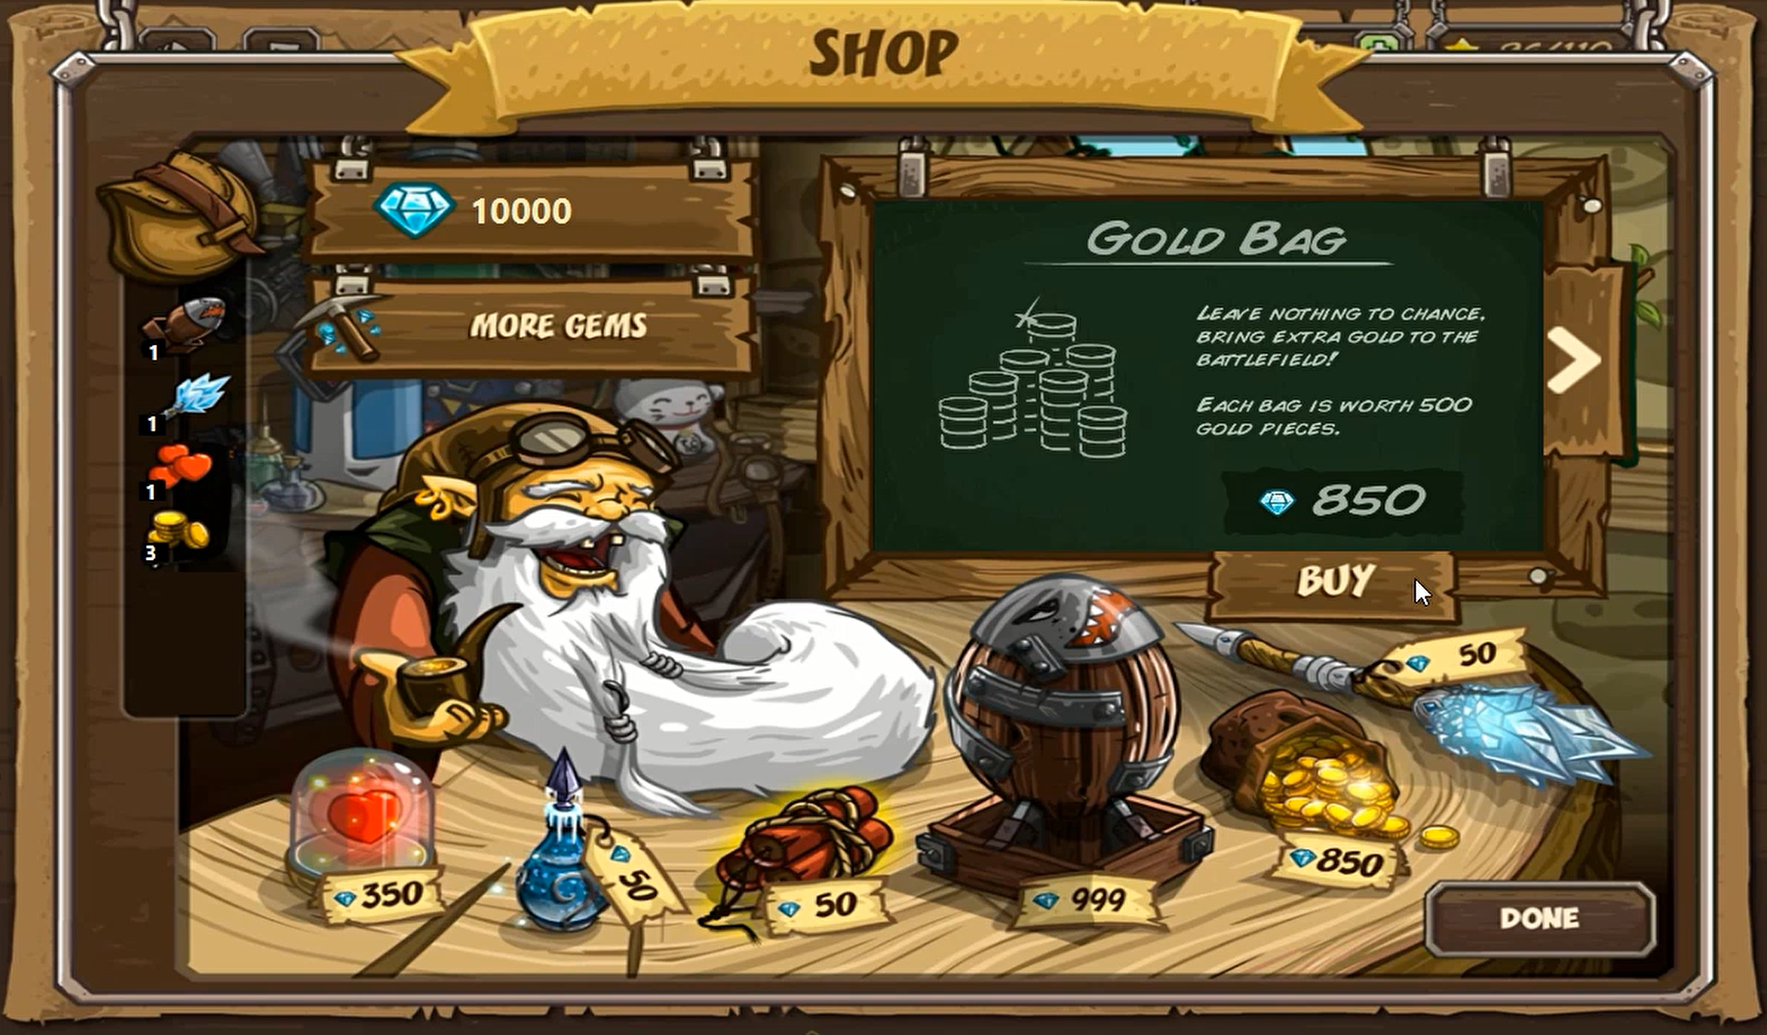 SHOP
10000
MORE GEMS
1
1
1
3
GOLD BAG
LEAVE NOTHING TO CHANCE,
BRING EXTRA GOLD TO THE
BATTLEFIELD!
EACH BAG IS WORTH 500
GOLD PIECES.
850
BUY
50
350
50
50
999
850
DONE